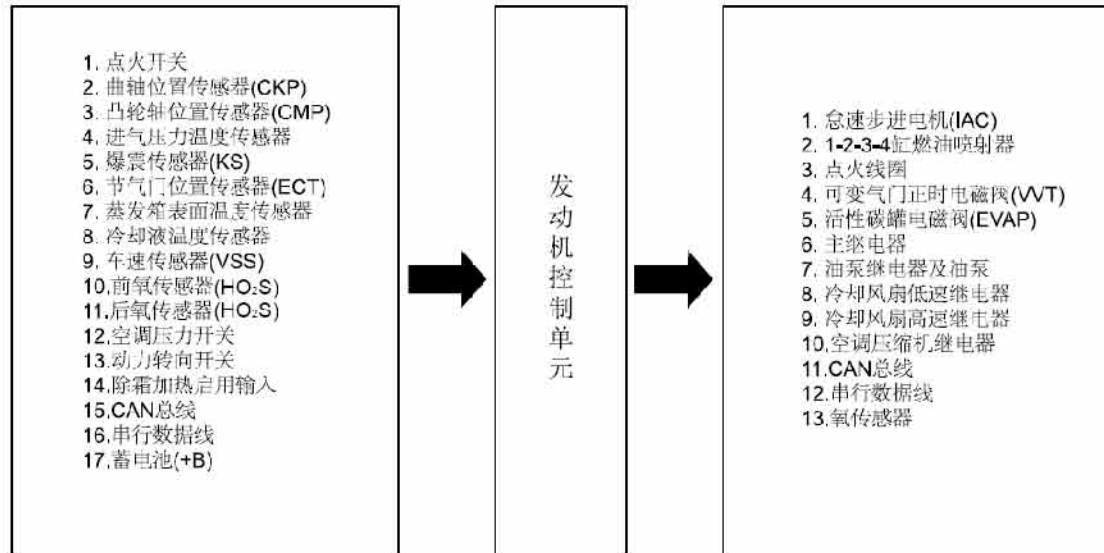 1. 点火开关
2. 曲轴位置传感器(CKP)
3. 凸轮轴位置传感器(CMP)
4. 进气压力温度传感器
5. 爆震传感器(KS)
6. 节气门位置传感器(ECT)
7. 蒸发箱表面温度传感器
8. 冷却液温度传感器
9. 车速传感器(VSS)
10.前氧传感器(HO₂S)
11.后氧传感器(HO₂S)
12.空调压力开关
13.动力转向开关
14.除霜加热启用输入
15.CAN总线
16.串行数据线
17.蓄电池(+B)
发动机控制单元
1. 怠速步进电机(IAC)
2. 1-2-3-4缸燃油喷射器
3. 点火线圈
4. 可变气门正时电磁阀(VVT)
5. 活性碳罐电磁阀(EVAP)
6. 主继电器
7. 油泵继电器及油泵
8. 冷却风扇低速继电器
9. 冷却风扇高速继电器
10.空调压缩机继电器
11.CAN总线
12.串行数据线
13.氧传感器